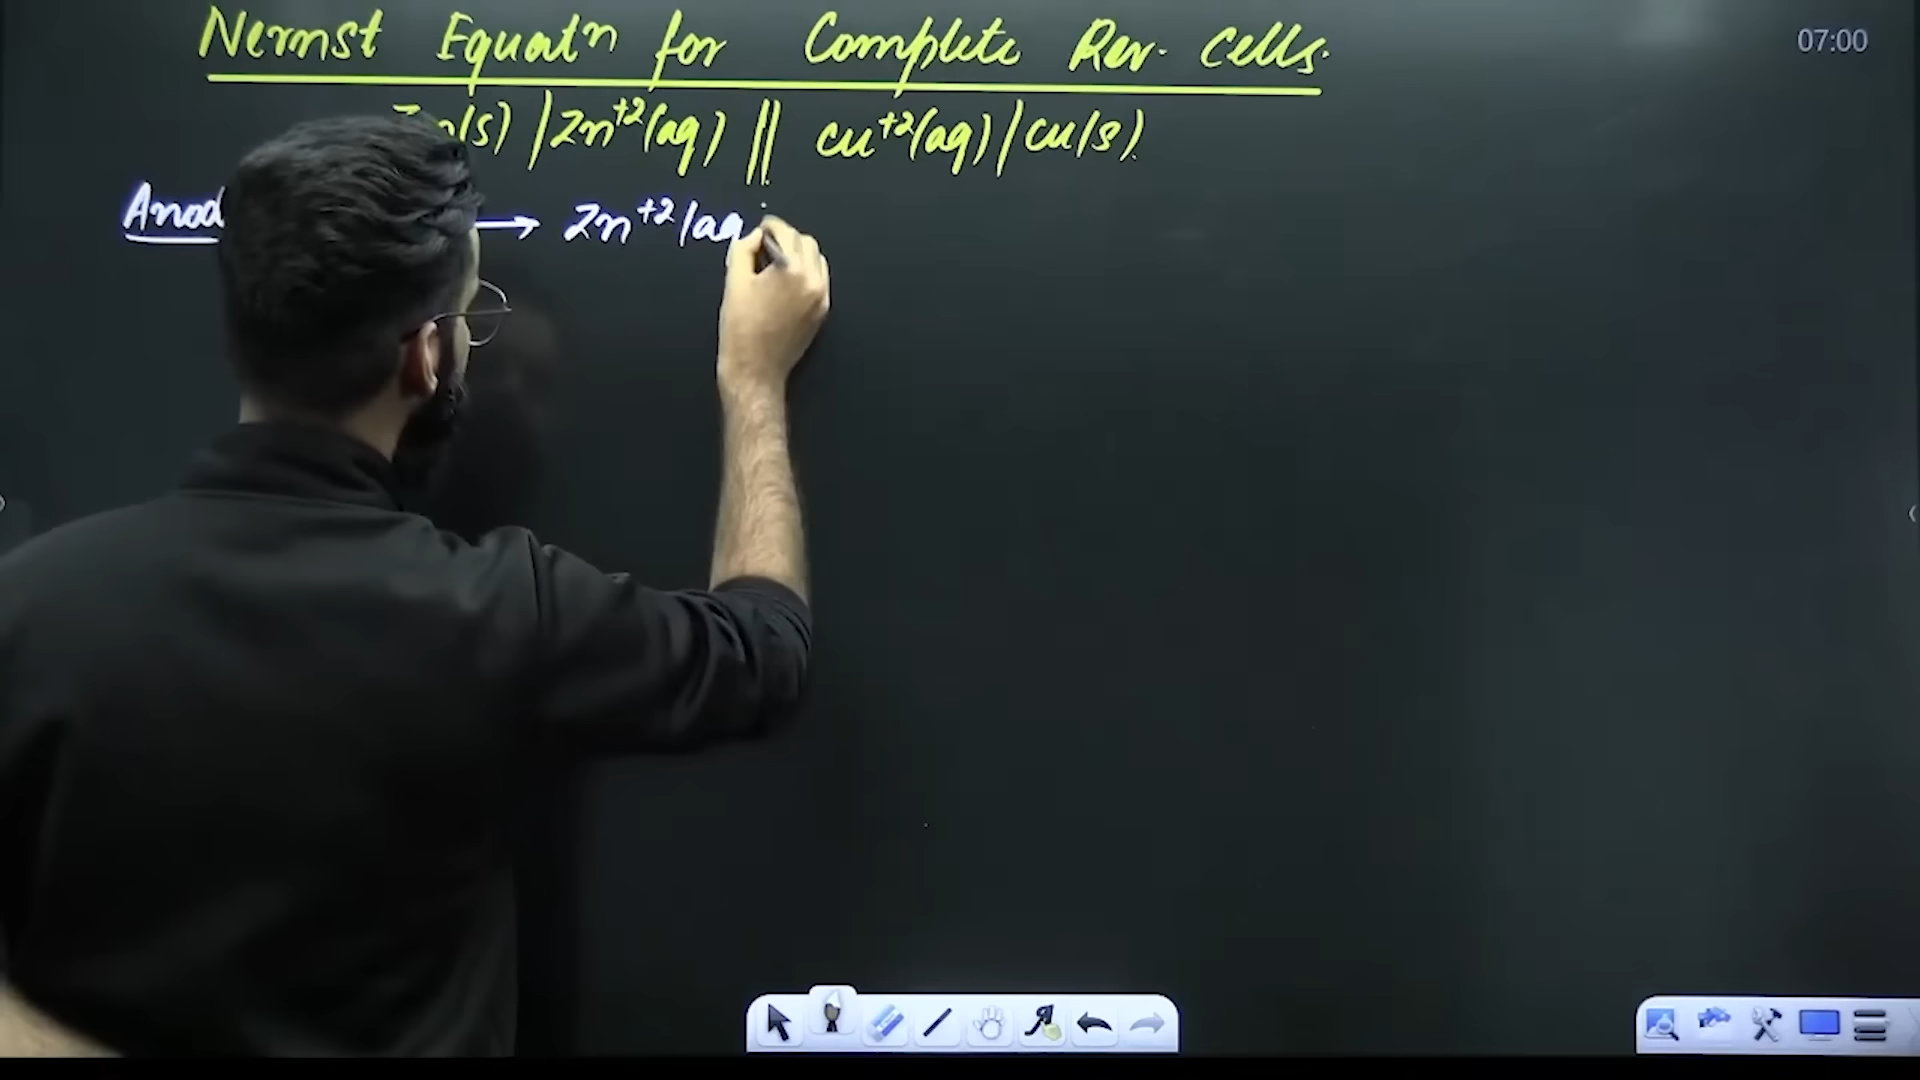 Nernst Equatn for Complete Rev. Cells.
07:00
(s) | Zn+2(aq) || Cu+2(aq) | Cu(s).
Anod → Zn+2(aq